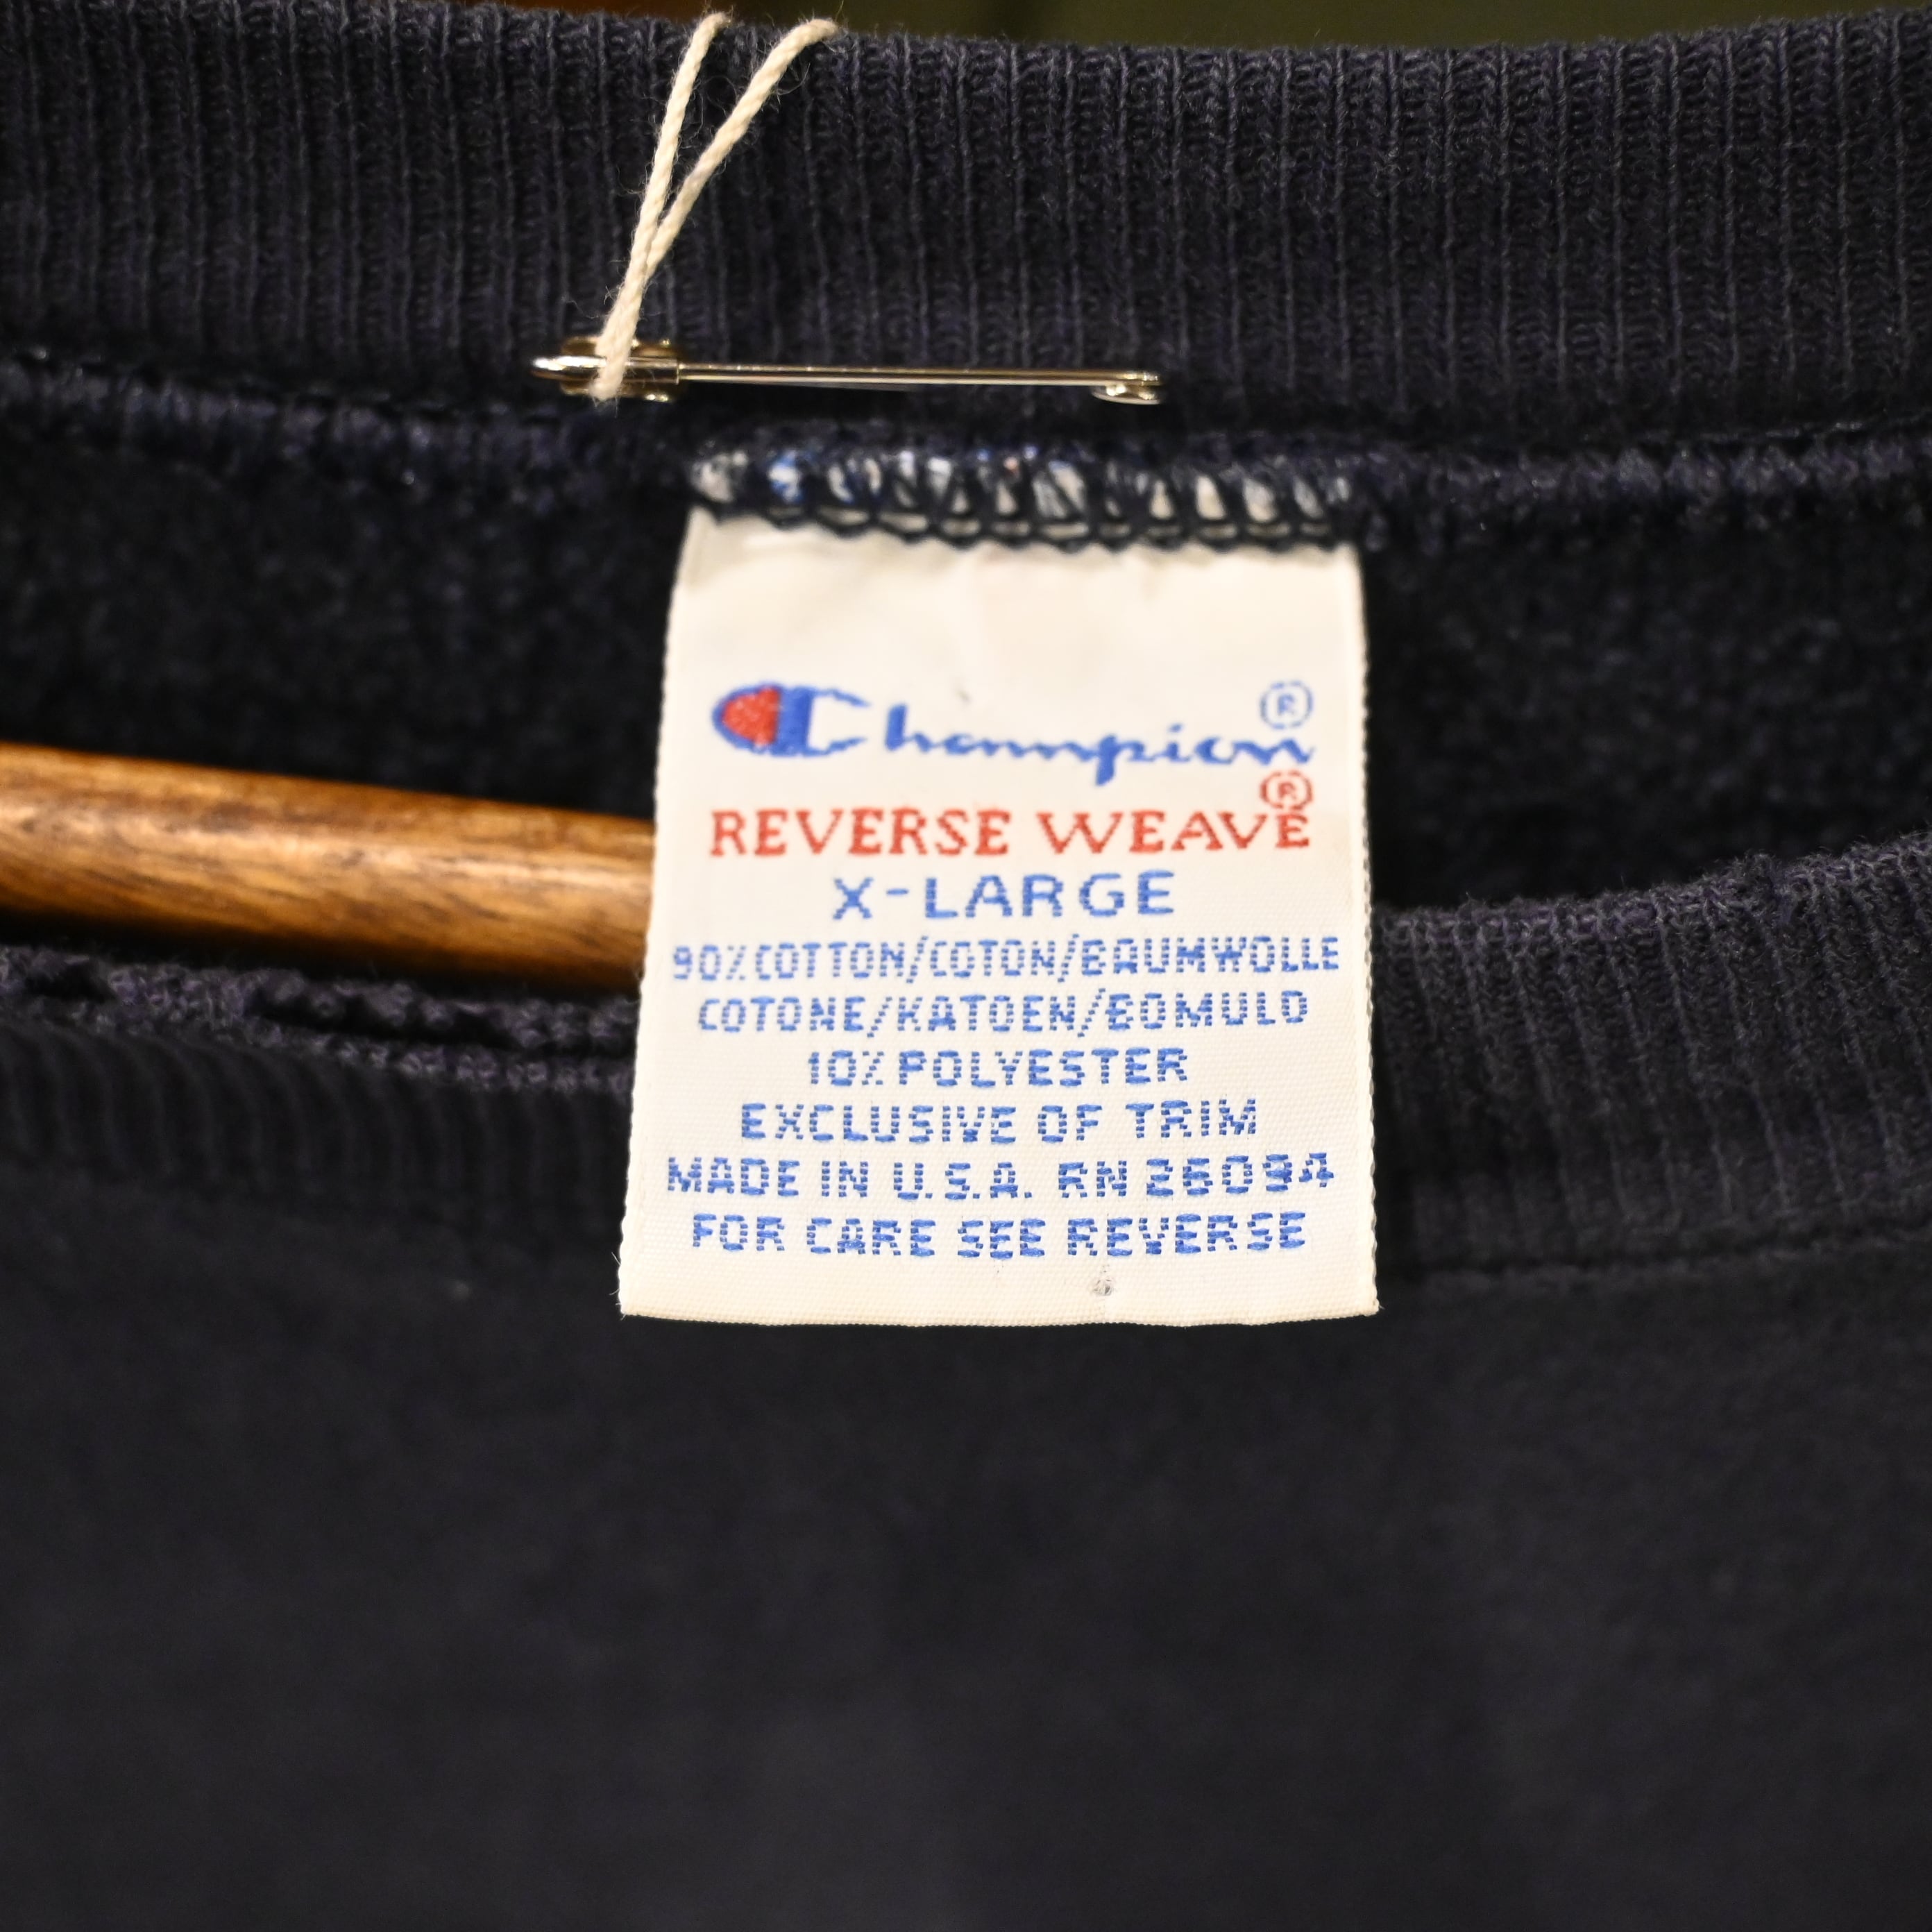 Champion®
REVERSE WEAVE®
X-LARGE
90% COTTON/COTON/BAUMWOLLE
COTONE/KATOEN/BOMULD
10% POLYESTER
EXCLUSIVE OF TRIM
MADE IN U.S.A. RN 26094
FOR CARE SEE REVERSE